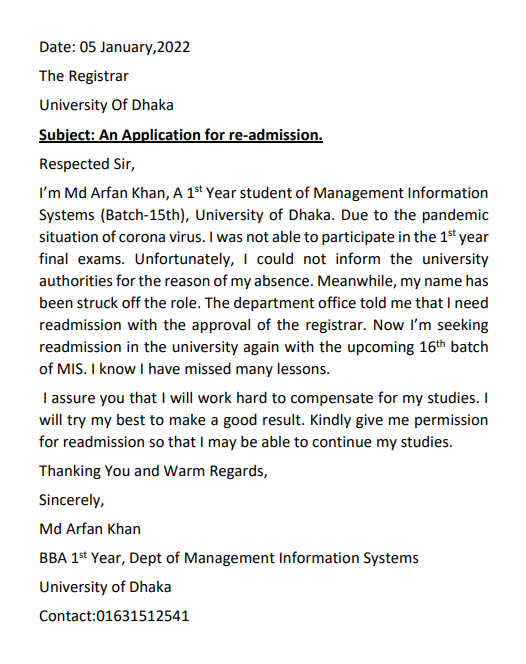 Date: 05 January,2022
The Registrar
University Of Dhaka
Subject: An Application for re-admission.
Respected Sir,
I'm Md Arfan Khan, A 1st Year student of Management Information
Systems (Batch-15th), University of Dhaka. Due to the pandemic
situation of corona virus. I was not able to participate in the 1st year
final exams. Unfortunately, I could not inform the university
authorities for the reason of my absence. Meanwhile, my name has
been struck off the role. The department office told me that I need
readmission with the approval of the registrar. Now I'm seeking
readmission in the university again with the upcoming 16th batch
of MIS. I know I have missed many lessons.
I assure you that I will work hard to compensate for my studies. I
will try my best to make a good result. Kindly give me permission
for readmission so that I may be able to continue my studies.
Thanking You and Warm Regards,
Sincerely,
Md Arfan Khan
BBA 1st Year, Dept of Management Information Systems
University of Dhaka
Contact:01631512541